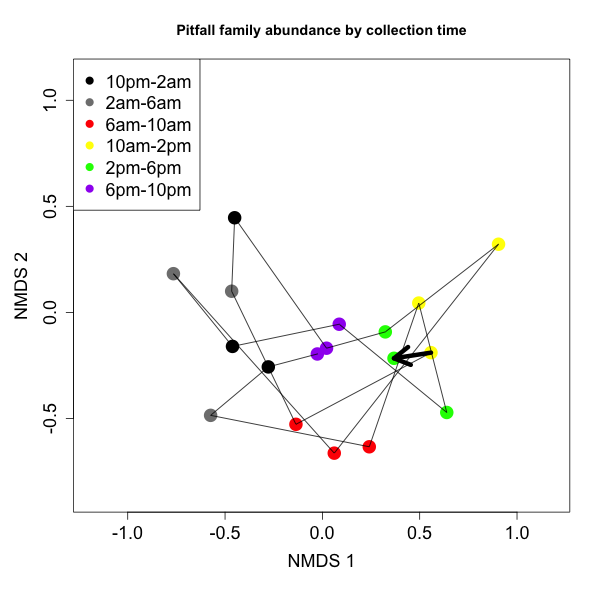 Pitfall family abundance by collection time
10pm-2am
2am-6am
6am-10am
10am-2pm
2pm-6pm
6pm-10pm
1.0
0.5
0.0
-0.5
NMDS 2
-1.0 -0.5 0.0 0.5 1.0
NMDS 1